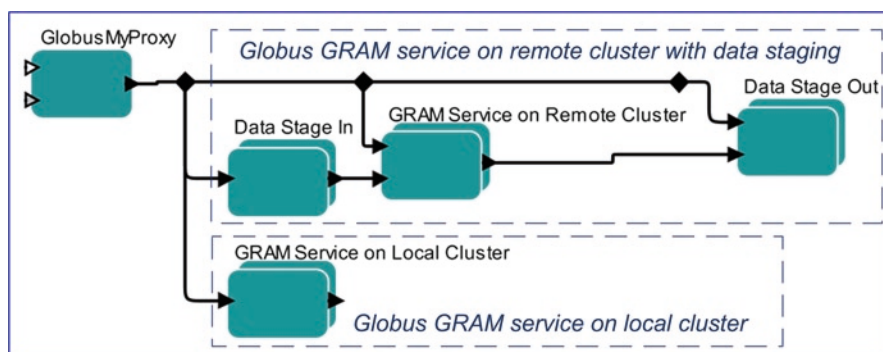 GlobusMyProxy
Globus GRAM service on remote cluster with data staging
Data Stage Out
GRAM Service on Remote Cluster
Data Stage In
GRAM Service on Local Cluster
Globus GRAM service on local cluster